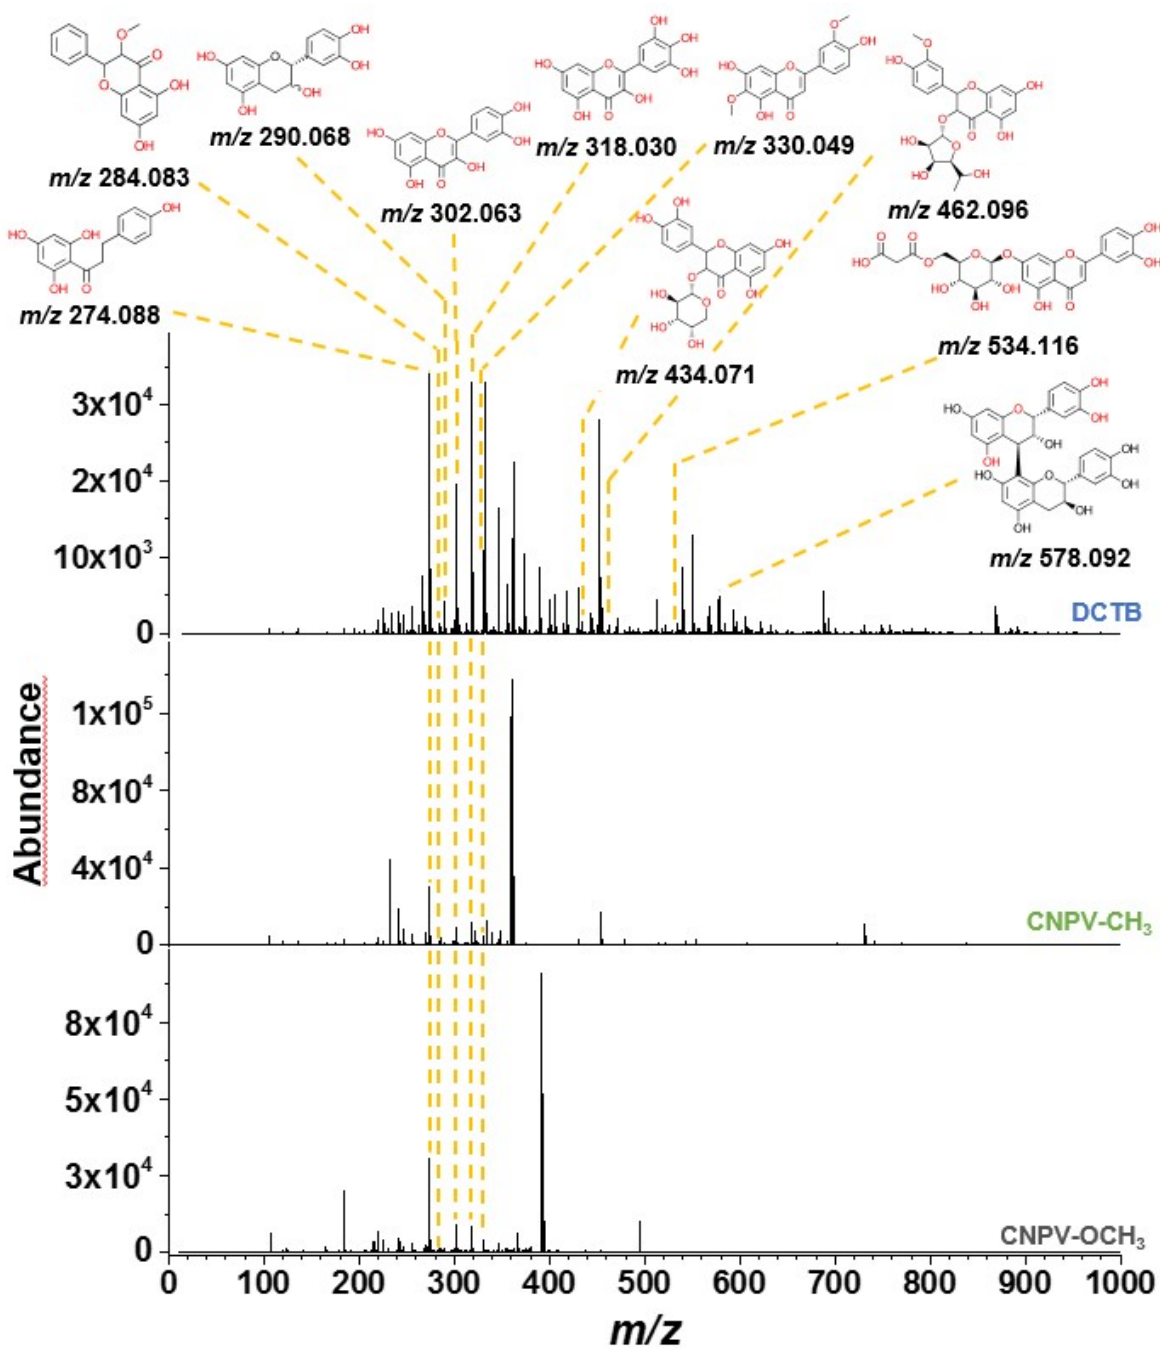 m/z 290.068
m/z 318.030
m/z 330.049
m/z 284.083
m/z 302.063
m/z 462.096
m/z 274.088
m/z 434.071
m/z 534.116
m/z 578.092
3x10⁴
2x10⁴
10x10³
0
DCTB
Abundance
1x10⁵
8x10⁴
4x10⁴
0
CNPV-CH₃
8x10⁴
5x10⁴
3x10⁴
0
CNPV-OCH₃
0 100 200 300 400 500 600 700 800 900 1000
m/z